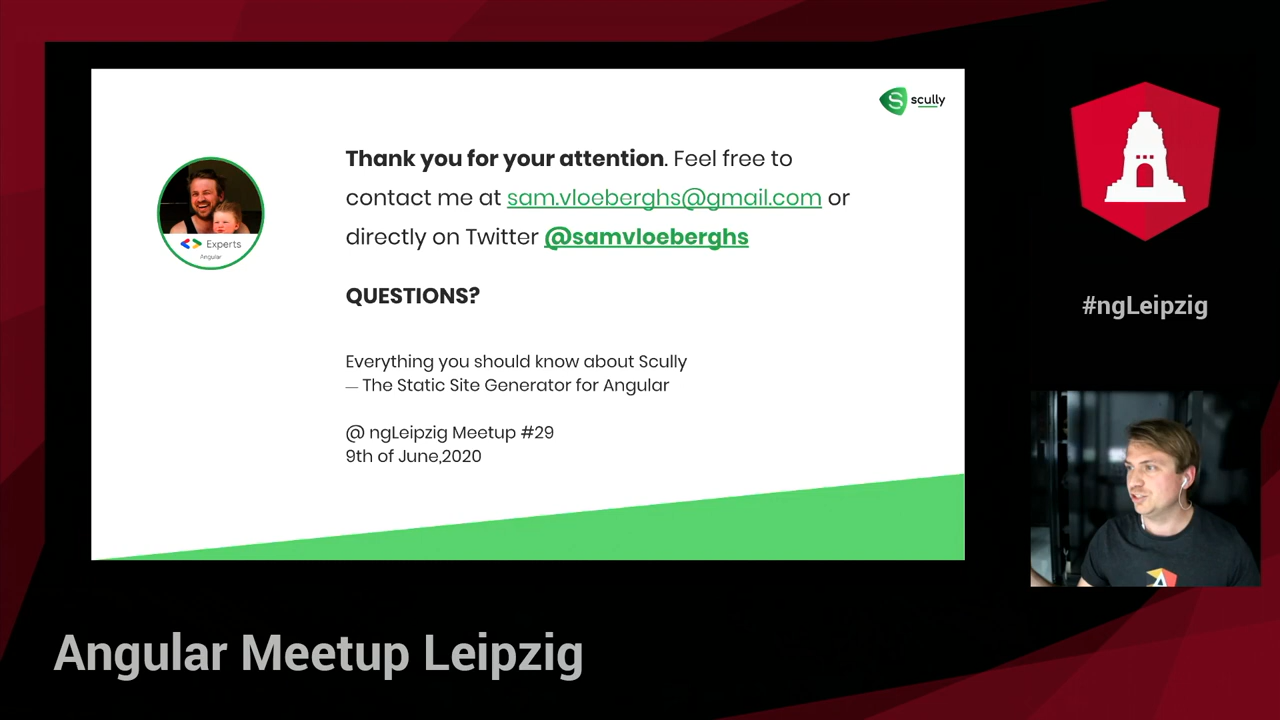 scully
Thank you for your attention. Feel free to
contact me at sam.vloeberghs@gmail.com or
directly on Twitter @samvloeberghs
Experts
Angular
QUESTIONS?
Everything you should know about Scully
— The Static Site Generator for Angular
@ ngLeipzig Meetup #29
9th of June,2020
#ngLeipzig
Angular Meetup Leipzig